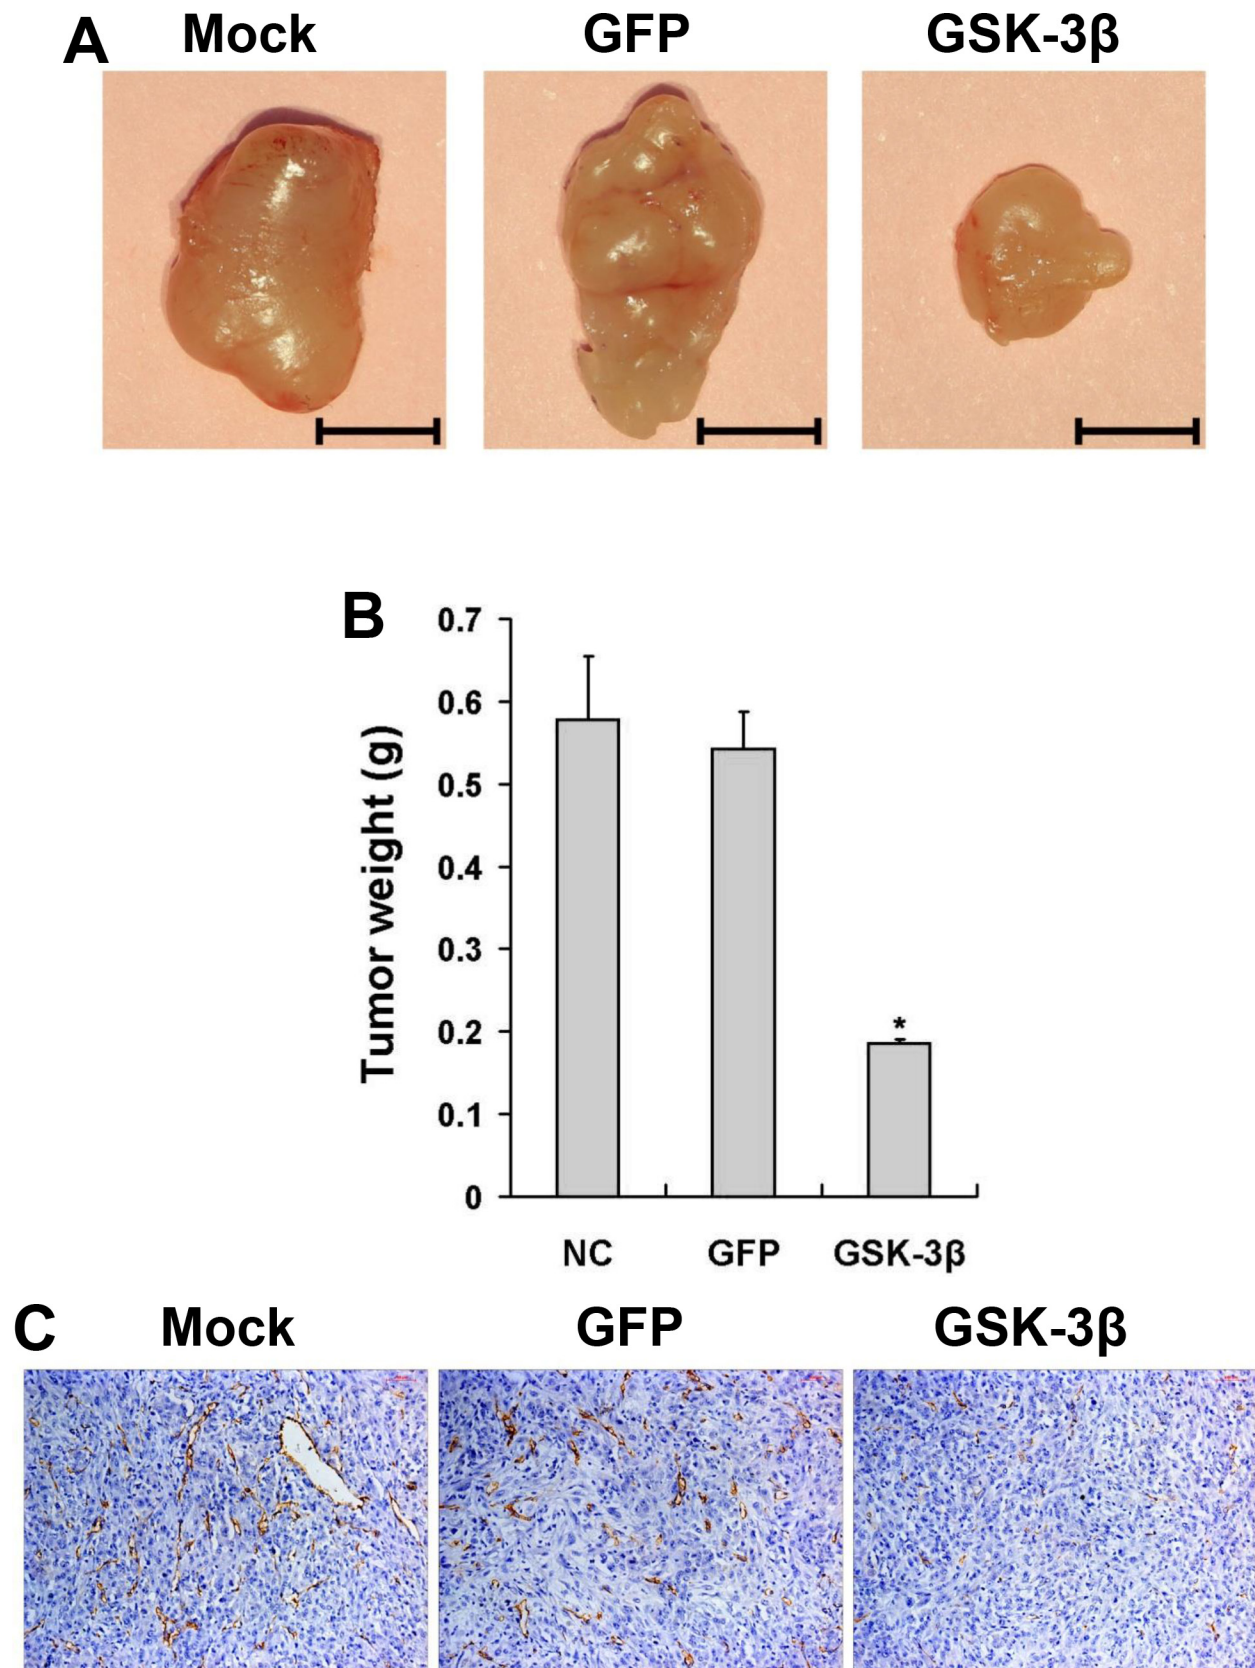 A Mock GFP GSK-3β
B
0.7
0.6
0.5
0.4
0.3
0.2
0.1
0
Tumor weight (g)
*
NC GFP GSK-3β
C Mock GFP GSK-3β